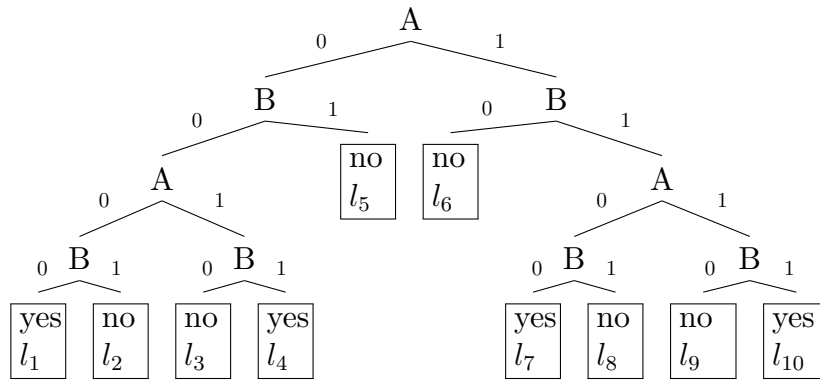 A
0 1
B B
0 1 0 1
no no
l₅ l₆
A A
0 1 0 1
B B B B
0 1 0 1 0 1 0 1
yes no no yes yes no no yes
l₁ l₂ l₃ l₄ l₇ l₈ l₉ l₁₀